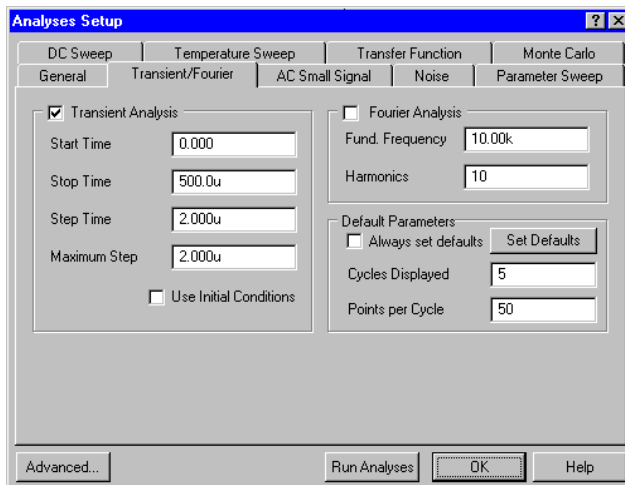 Analyses Setup
DC Sweep Temperature Sweep Transfer Function Monte Carlo
General Transient/Fourier AC Small Signal Noise Parameter Sweep
Transient Analysis
Start Time 0.000
Stop Time 500.0u
Step Time 2.000u
Maximum Step 2.000u
Use Initial Conditions
Fourier Analysis
Fund. Frequency 10.00k
Harmonics 10
Default Parameters
Always set defaults Set Defaults
Cycles Displayed 5
Points per Cycle 50
Advanced... Run Analyses OK Help